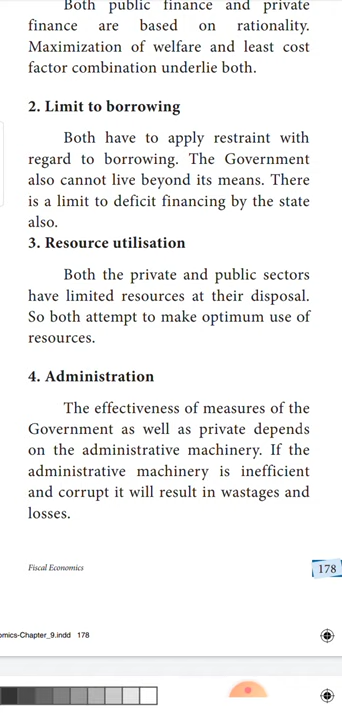 Both public finance and private
finance are based on rationality.
Maximization of welfare and least cost
factor combination underlie both.
2. Limit to borrowing
Both have to apply restraint with
regard to borrowing. The Government
also cannot live beyond its means. There
is a limit to deficit financing by the state
also.
3. Resource utilisation
Both the private and public sectors
have limited resources at their disposal.
So both attempt to make optimum use of
resources.
4. Administration
The effectiveness of measures of the
Government as well as private depends
on the administrative machinery. If the
administrative machinery is inefficient
and corrupt it will result in wastages and
losses.
Fiscal Economics
178
omics-Chapter_9.indd 178